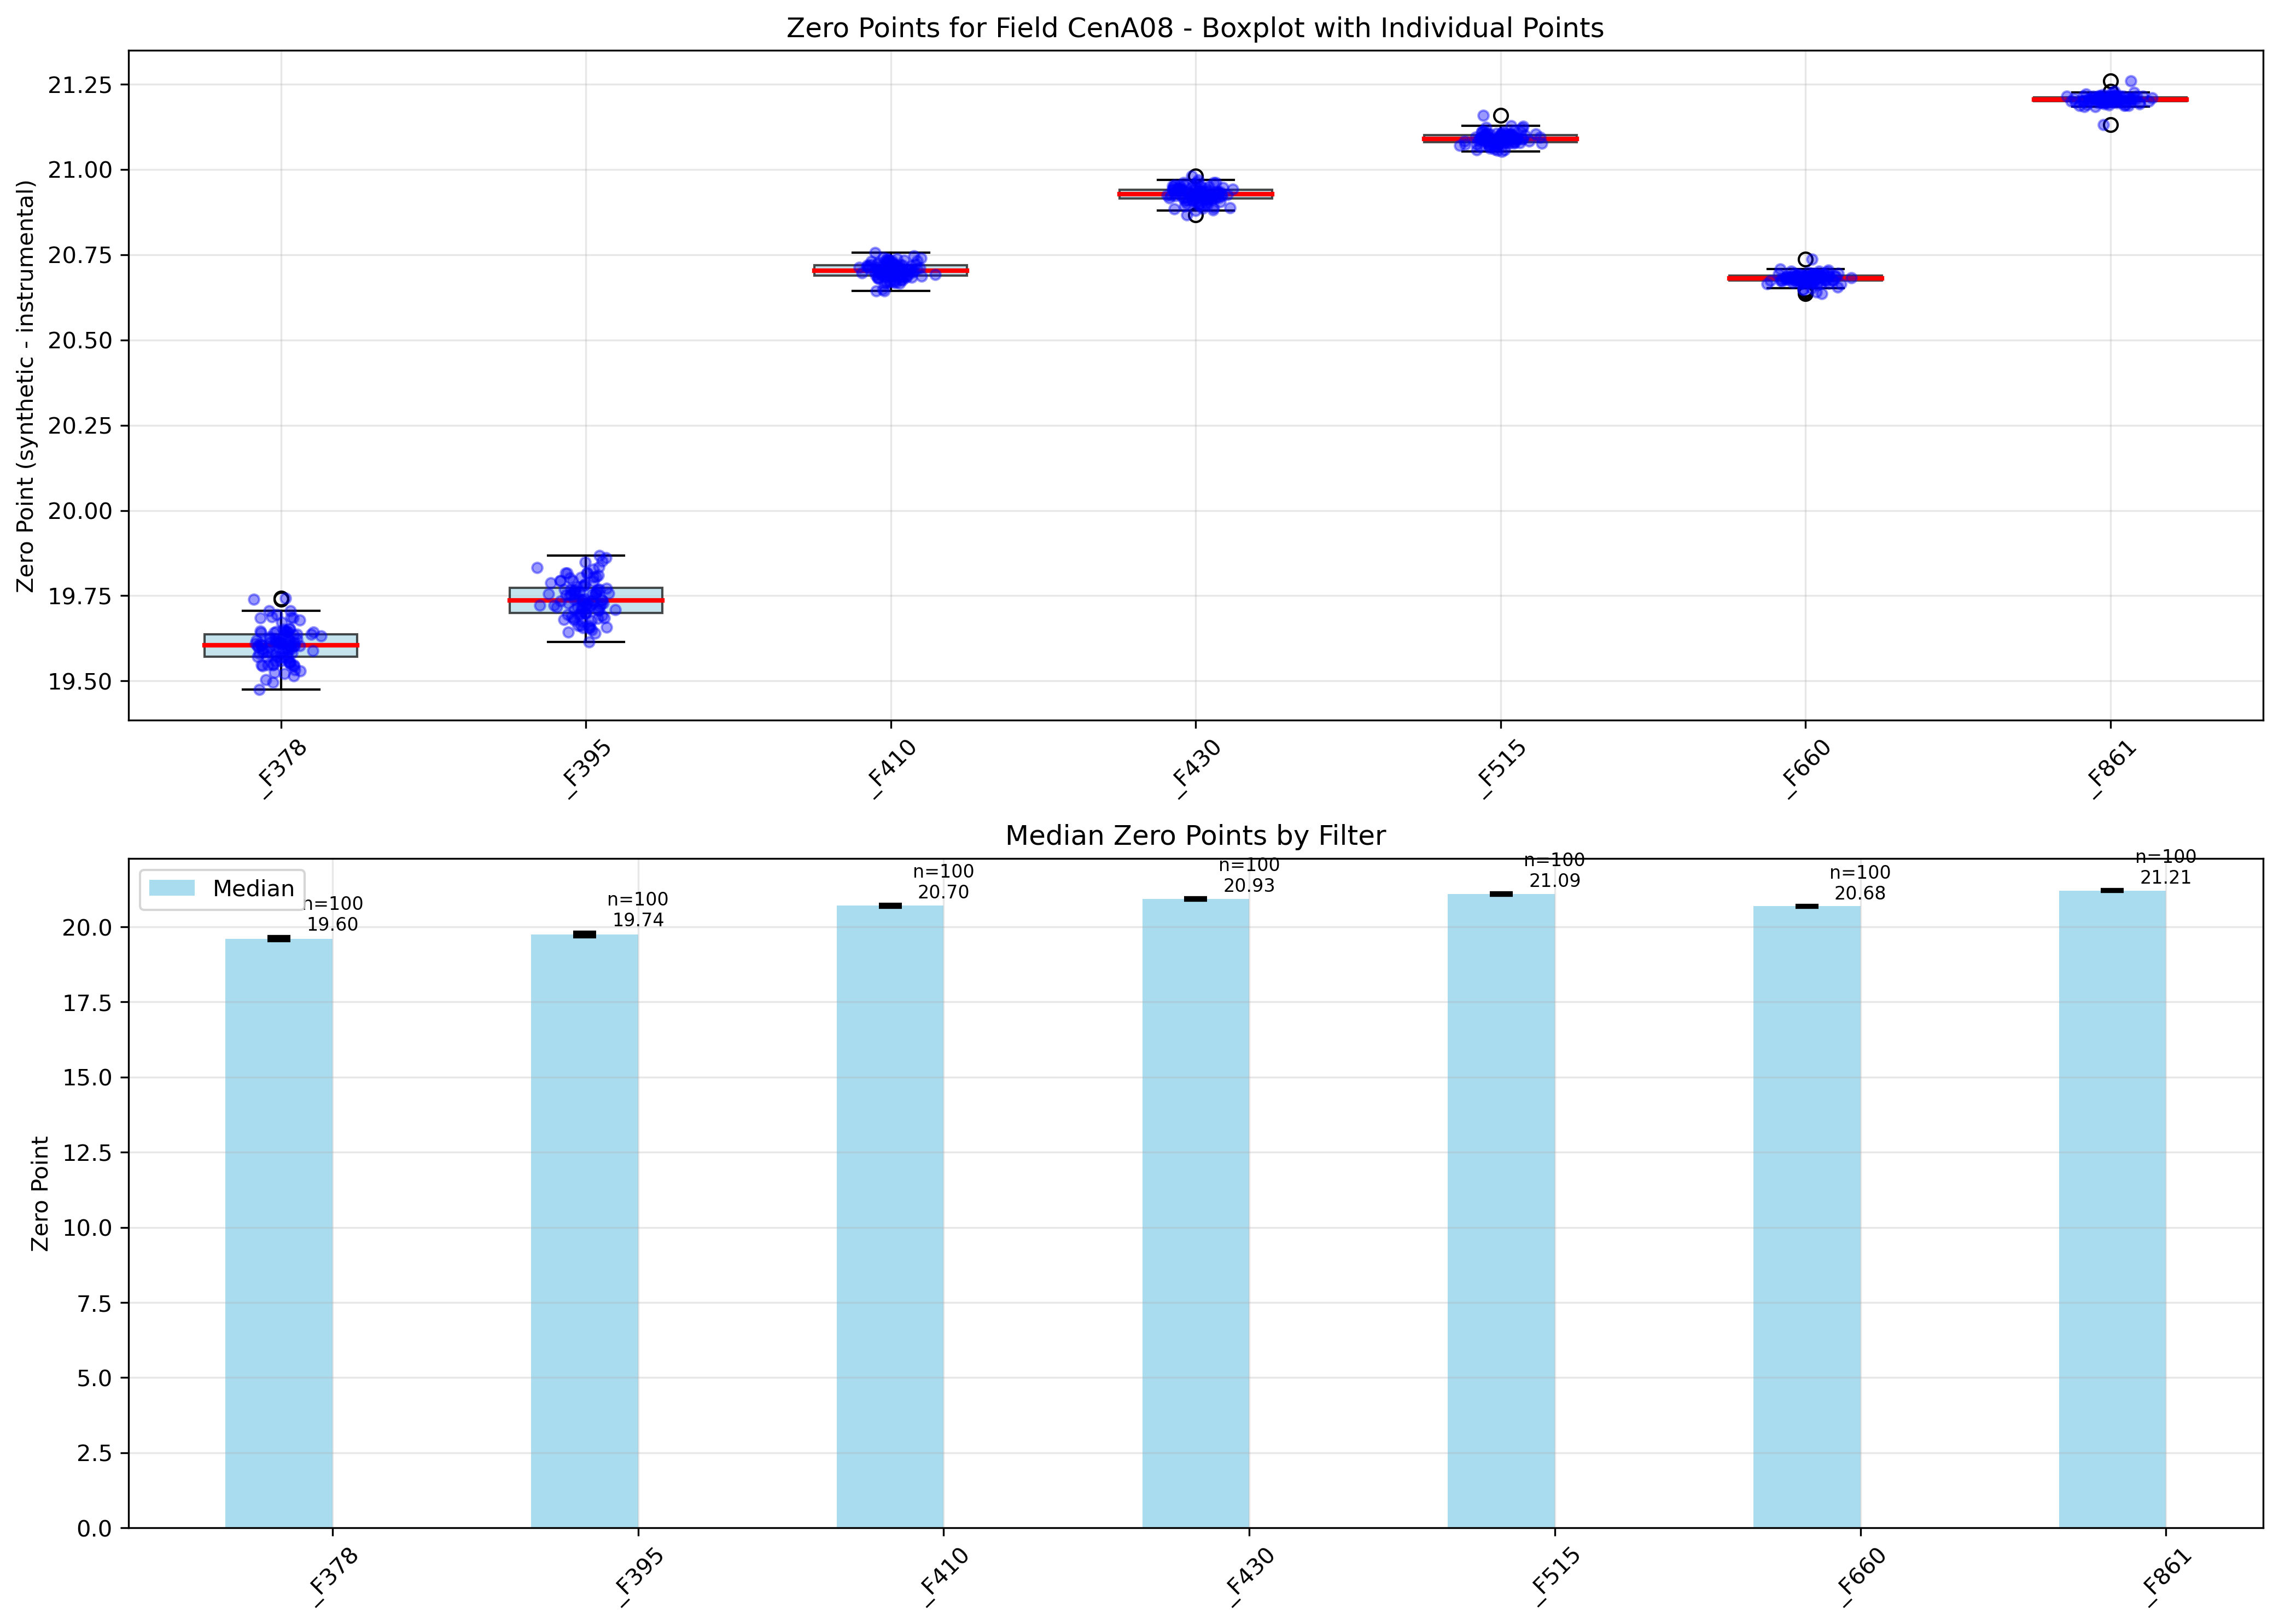 Zero Points for Field CenA08 - Boxplot with Individual Points
Zero Point (synthetic - instrumental)
21.25
21.00
20.75
20.50
20.25
20.00
19.75
19.50
_F378
_F395
_F410
_F430
_F515
_F660
_F861
Median Zero Points by Filter
Zero Point
20.0
17.5
15.0
12.5
10.0
7.5
5.0
2.5
0.0
Median
n=100
19.60
n=100
19.74
n=100
20.70
n=100
20.93
n=100
21.09
n=100
20.68
n=100
21.21
_F378
_F395
_F410
_F430
_F515
_F660
_F861